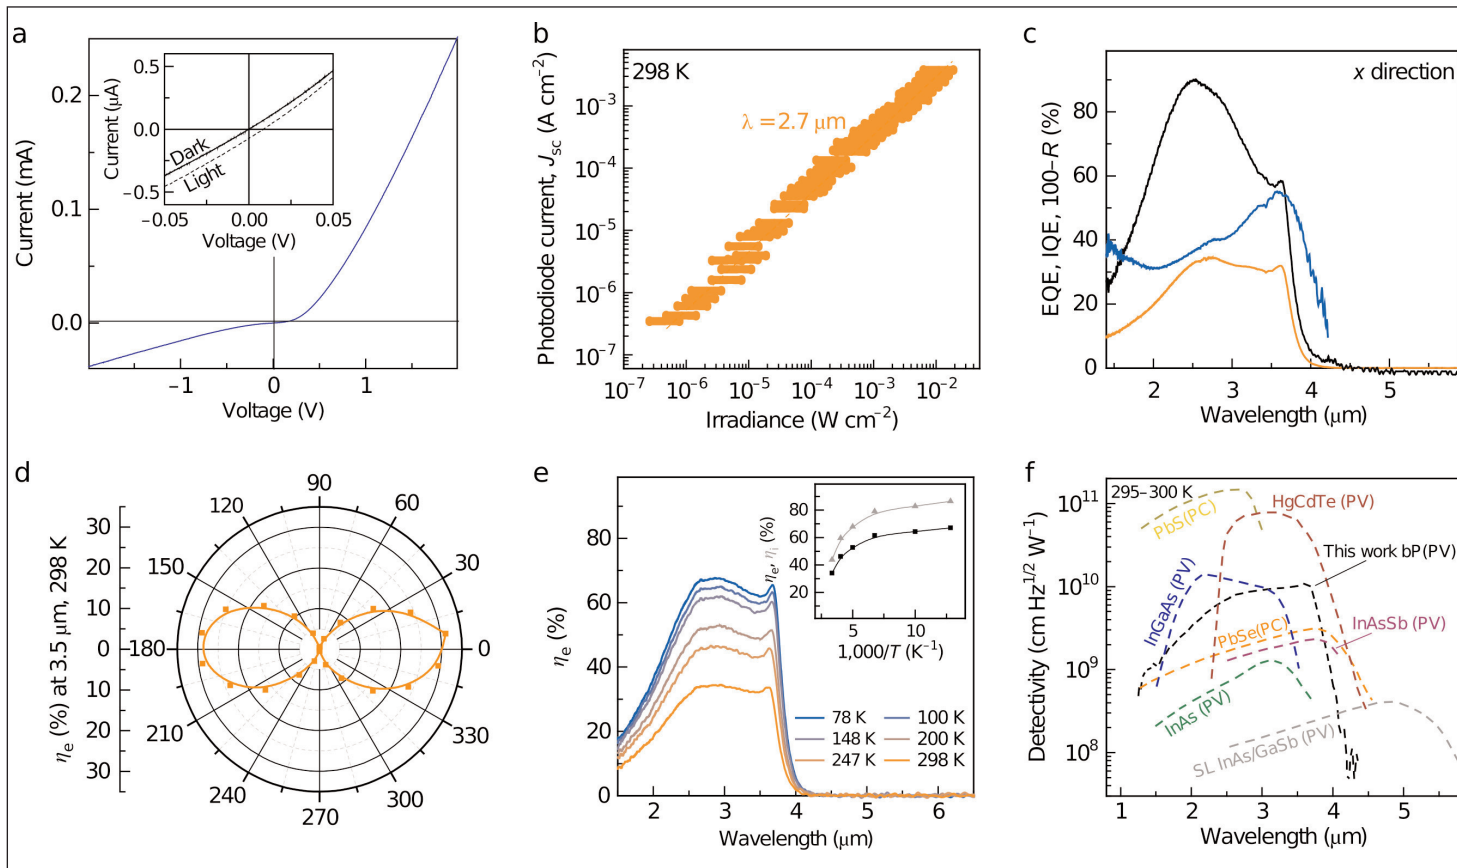 a
Current (mA)
0.2
0.1
0.0
−1
0
1
Voltage (V)
Current (μA)
0.5
0.0
−0.5
Dark
Light
−0.05
0.00
0.05
Voltage (V)
b
298 K
λ = 2.7 μm
Photodiode current, Jsc (A cm−2)
10−3
10−4
10−5
10−6
10−7
10−7
10−6
10−5
10−4
10−3
10−2
Irradiance (W cm−2)
c
x direction
EQE, IQE, 100–R (%)
80
60
40
20
0
2
3
4
5
Wavelength (μm)
d
ηe (%) at 3.5 μm, 298 K
30
20
10
0
10
20
30
90
60
30
0
330
300
270
240
210
180
150
120
e
ηe (%)
80
60
40
20
0
2
3
4
5
6
Wavelength (μm)
ηe, ηi (%)
80
60
40
20
5
10
1,000/T (K−1)
78 K
100 K
148 K
200 K
247 K
298 K
f
295–300 K
Detectivity (cm Hz1/2 W−1)
1011
1010
109
108
PbS(PC)
HgCdTe (PV)
This work bP(PV)
InGaAs (PV)
PbSe(PC)
InAsSb (PV)
InAs (PV)
SL InAs/GaSb (PV)
1
2
3
4
5
Wavelength (μm)